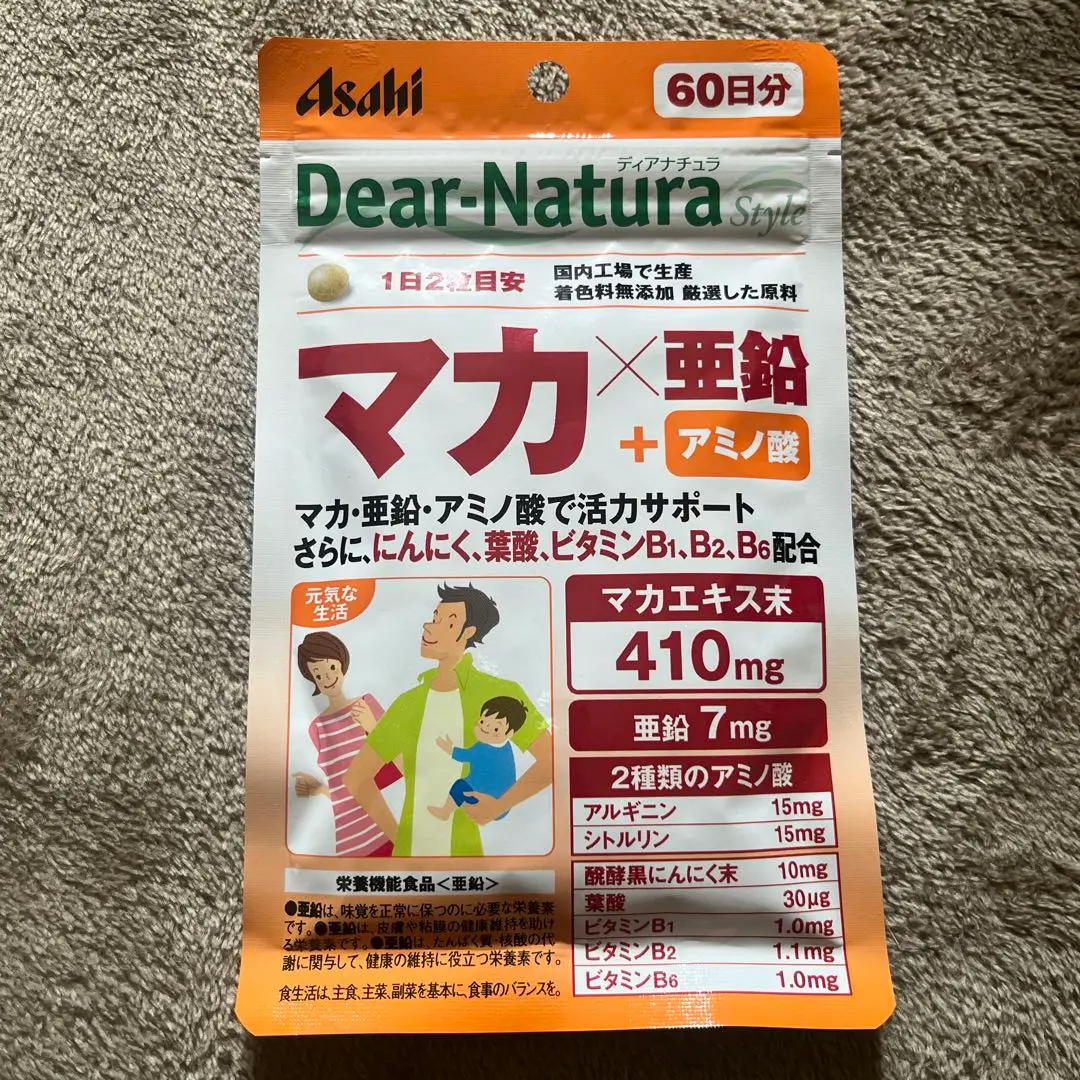 Asahi
60日分
ディアナチュラ
Dear-Natura
Style
1日2粒目安
国内工場で生産
着色料無添加 厳選した原料
マカ×亜鉛
+アミノ酸
マカ・亜鉛・アミノ酸で活力サポート
さらに、にんにく、葉酸、ビタミンB1、B2、B6配合
元気な
生活
マカエキス末
410mg
亜鉛 7mg
2種類のアミノ酸
アルギニン 15mg
シトルリン 15mg
醗酵黒にんにく末 10mg
葉酸 30μg
ビタミンB1 1.0mg
ビタミンB2 1.1mg
ビタミンB6 1.0mg
栄養機能食品<亜鉛>
●亜鉛は、味覚を正常に保つのに必要な栄養素
です。●亜鉛は、皮膚や粘膜の健康維持を助け
る栄養素です。●亜鉛は、たんぱく質・核酸の代
謝に関与して、健康の維持に役立つ栄養素です。
食生活は、主食、主菜、副菜を基本に、食事のバランスを。